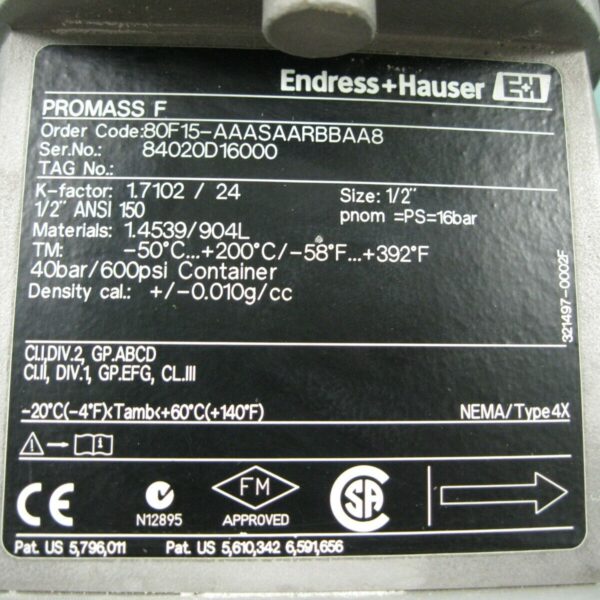 Endress+Hauser E+H
PROMASS F
Order Code:80F15-AAASAARBBAA8
Ser.No.: 84020D16000
TAG No.:
K-factor: 1.7102 / 24 Size: 1/2"
1/2" ANSI 150 pnom =PS=16bar
Materials: 1.4539/904L
TM: -50°C...+200°C/-58°F...+392°F
40bar/600psi Container
Density cal.: +/-0.010g/cc
321497-0002F
Cl.I,DIV.2, GP.ABCD
Cl.II, DIV.1, GP.EFG, CL.III
-20°C(-4°F)<Tamb<+60°C(+140°F) NEMA/Type4X
CE
N12895
FM
APPROVED
CSA
Pat. US 5,796,011 Pat. US 5,610,342 6,591,656